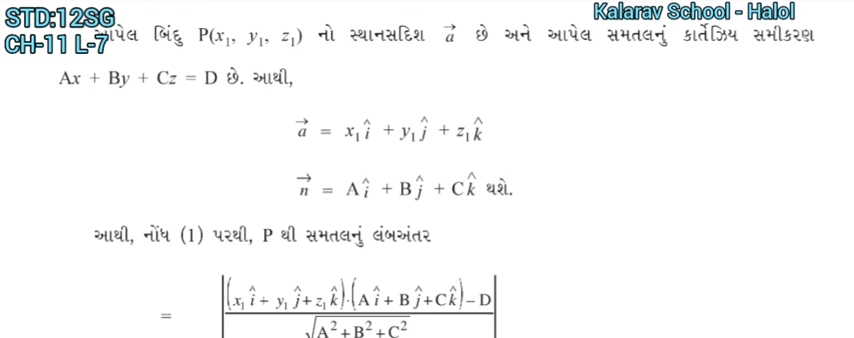 STD:12SG
Kalarav School - Halol
CH-11 L-7
આપેલ બિંદુ P(x₁, y₁, z₁) નો સ્થાનસદિશ a⃗ છે અને આપેલ સમતલનું કાર્તેઝિય સમીકરણ
Ax + By + Cz = D છે. આથી,
a⃗ = x₁î + y₁ĵ + z₁k̂
n⃗ = Aî + Bĵ + Ck̂ થશે.
આથી, નોંધ (1) પરથી, P થી સમતલનું લંબઅંતર
= |((x₁î + y₁ĵ + z₁k̂)·(Aî + Bĵ + Ck̂) – D) / √(A² + B² + C²)|